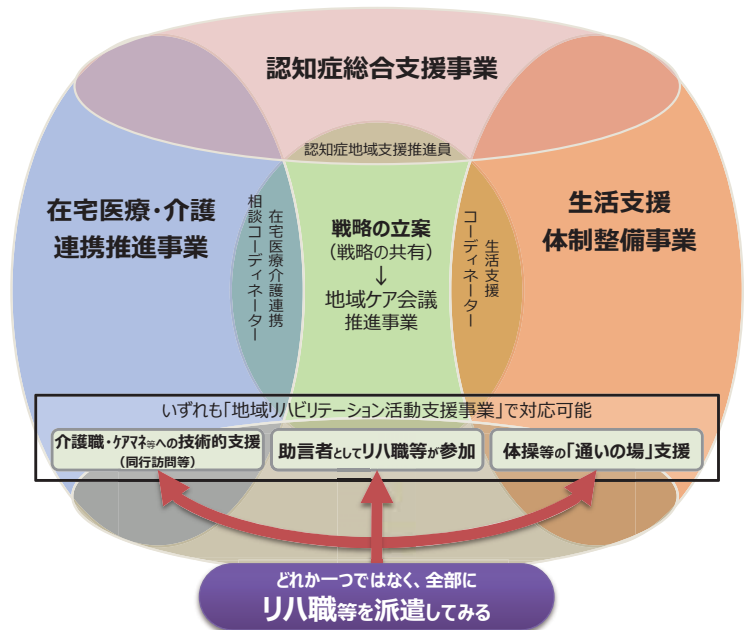 認知症総合支援事業
認知症地域支援推進員
在宅医療・介護
連携推進事業
在宅医療介護連携
相談コーディネーター
戦略の立案
（戦略の共有）
↓
地域ケア会議
推進事業
生活支援
コーディネーター
生活支援
体制整備事業
いずれも「地域リハビリテーション活動支援事業」で対応可能
介護職・ｹｱﾏﾈ等への技術的支援
（同行訪問等）
助言者としてリハ職等が参加
体操等の「通いの場」支援
どれか一つではなく、全部に
リハ職等を派遣してみる